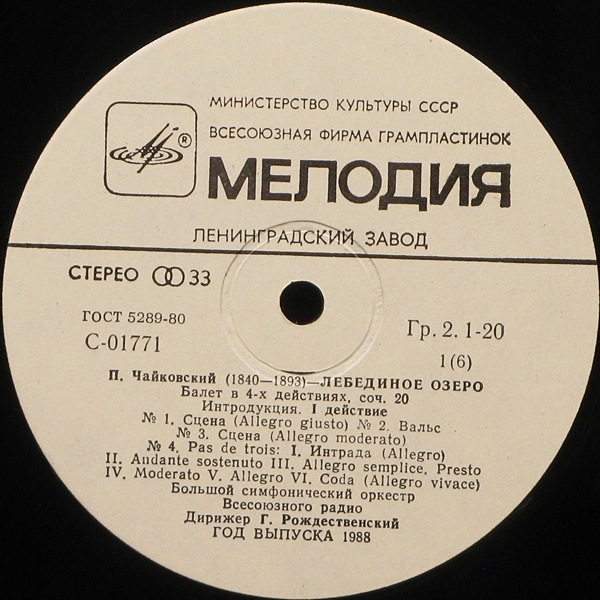 МИНИСТЕРСТВО КУЛЬТУРЫ СССР
ВСЕСОЮЗНАЯ ФИРМА ГРАМПЛАСТИНОК
®
МЕЛОДИЯ
ЛЕНИНГРАДСКИЙ ЗАВОД
СТЕРЕО 33
ГОСТ 5289-80
Гр. 2. 1-20
С-01771
1(6)
П. Чайковский (1840—1893)—ЛЕБЕДИНОЕ ОЗЕРО
Балет в 4-х действиях, соч. 20
Интродукция. I действие
№ 1. Сцена (Allegro giusto) № 2. Вальс
№ 3. Сцена (Allegro moderato)
№ 4. Pas de trois: I. Интрада (Allegro)
II. Andante sostenuto III. Allegro semplice, Presto
IV. Moderato V. Allegro VI. Coda (Allegro vivace)
Большой симфонический оркестр
Всесоюзного радио
Дирижер Г. Рождественский
ГОД ВЫПУСКА 1988